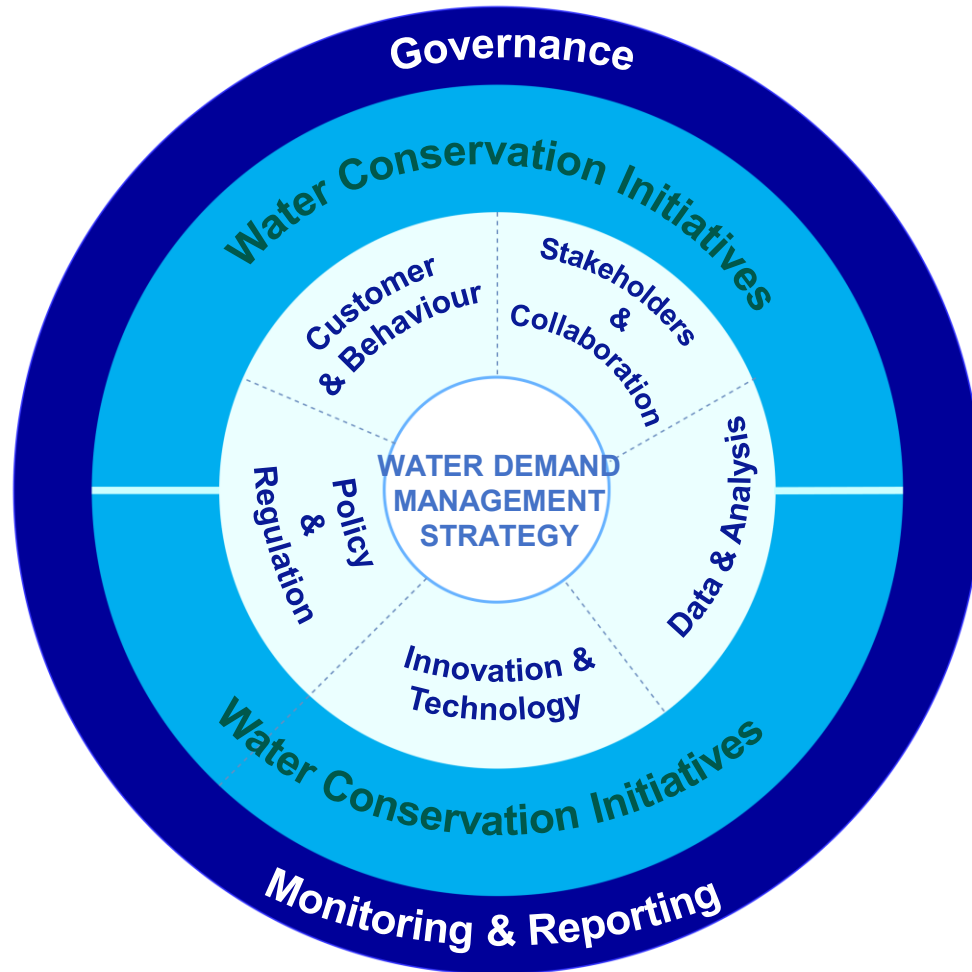 Governance
Water Conservation Initiatives
Customer
& Behaviour
Stakeholders
&
Collaboration
Policy
&
Regulation
WATER DEMAND
MANAGEMENT
STRATEGY
Data & Analysis
Innovation &
Technology
Water Conservation Initiatives
Monitoring & Reporting